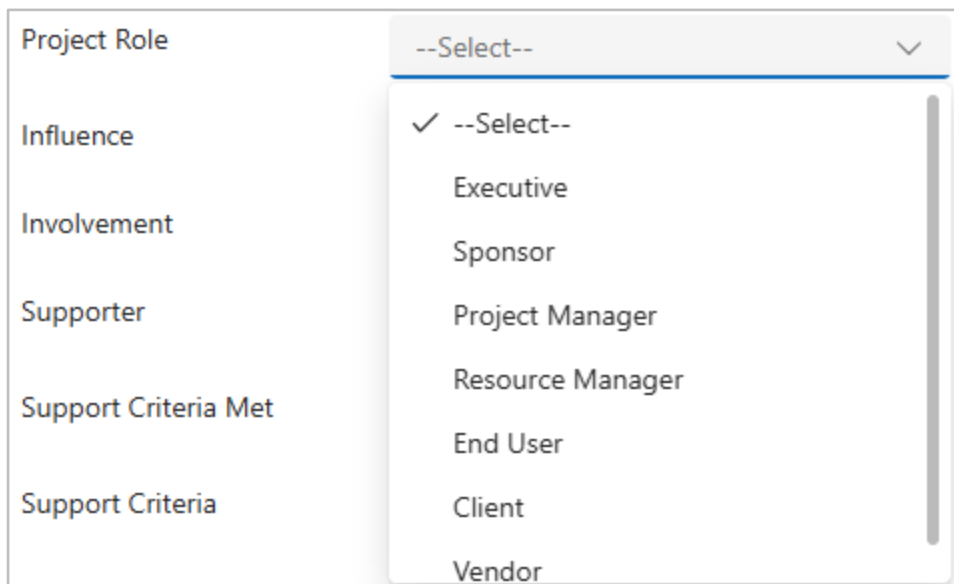 Project Role
--Select--
--Select--
Influence
Executive
Involvement
Sponsor
Supporter
Project Manager
Resource Manager
Support Criteria Met
End User
Support Criteria
Client
Vendor